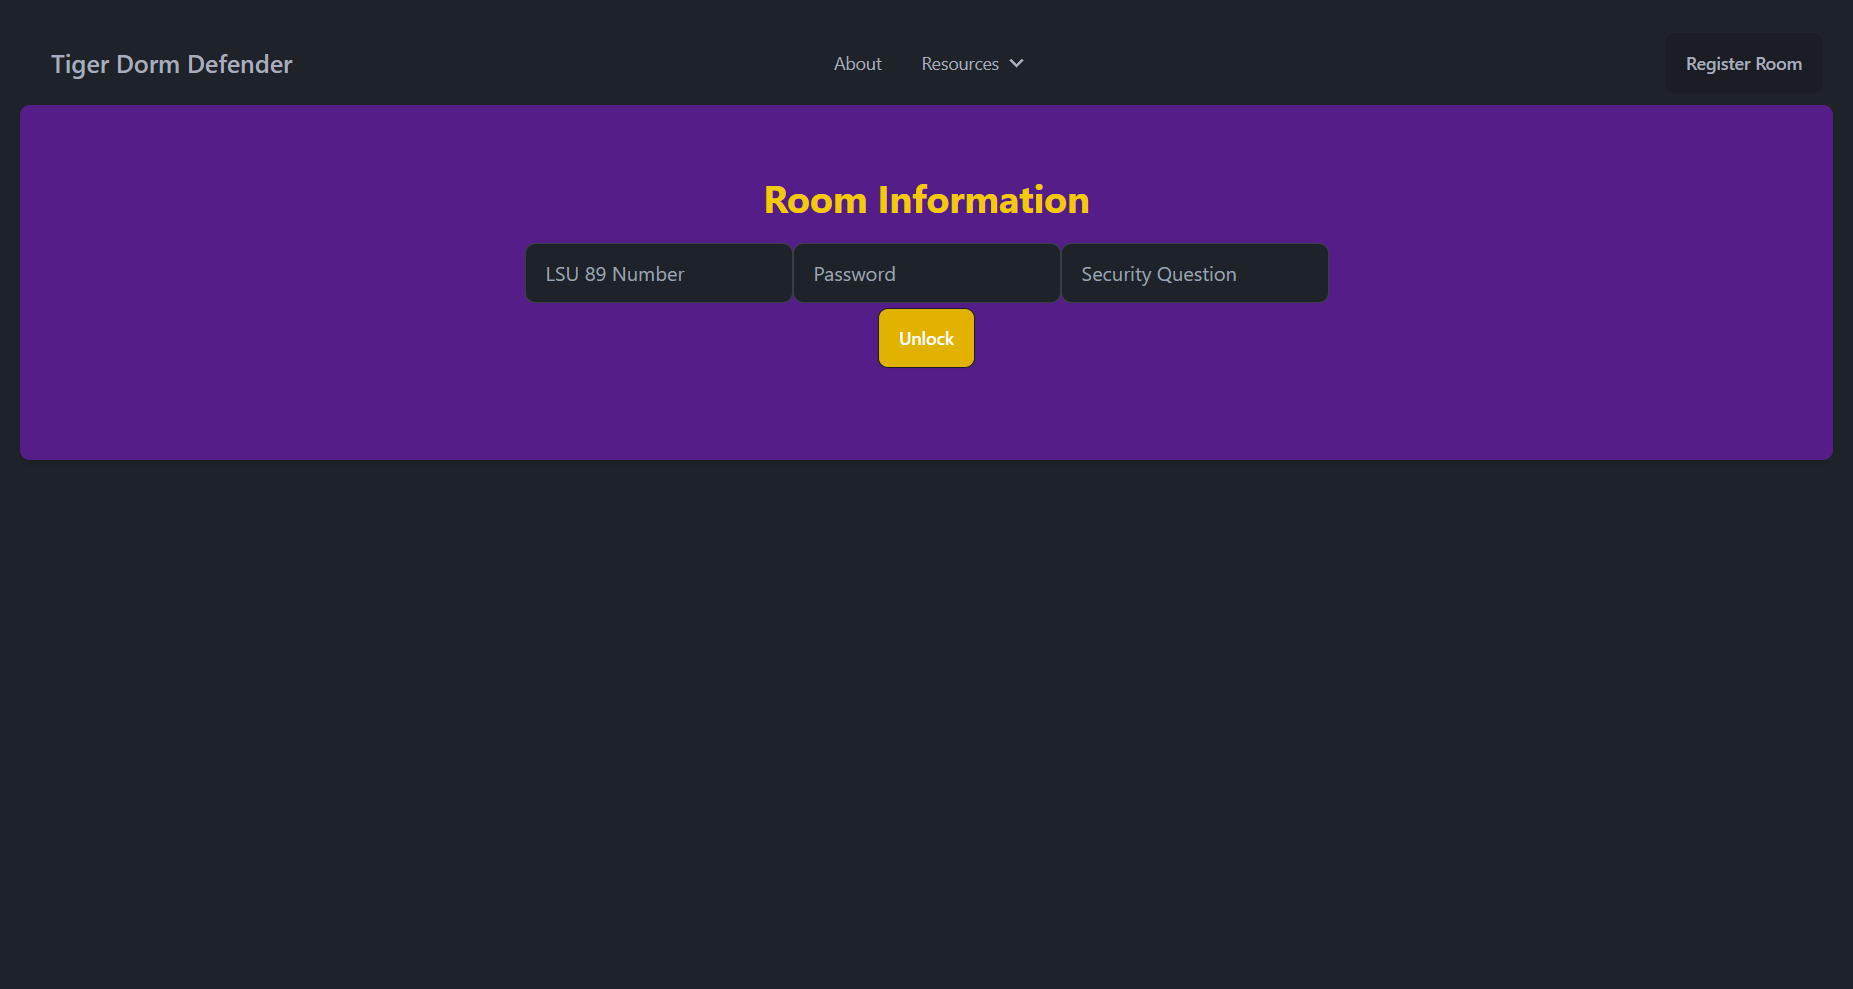 Tiger Dorm Defender
About
Resources
Register Room
Room Information
LSU 89 Number
Password
Security Question
Unlock